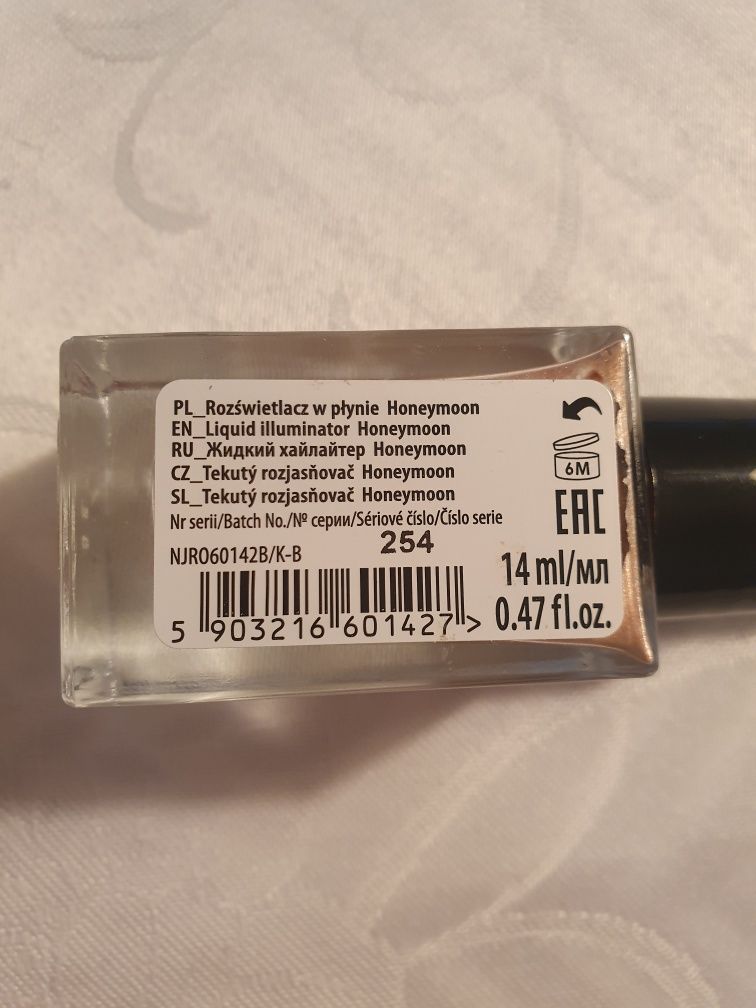 PL_Rozświetlacz w płynie Honeymoon
EN_Liquid illuminator Honeymoon
RU_Жидкий хайлайтер Honeymoon
CZ_Tekutý rozjasňovač Honeymoon
SL_Tekutý rozjasňovač Honeymoon
Nr serii/Batch No./№ серии/Sériové číslo/Číslo serie
254
NJRO60142B/K-B
5 903216 601427 >
6M
EAC
14 ml/мл
0.47 fl.oz.